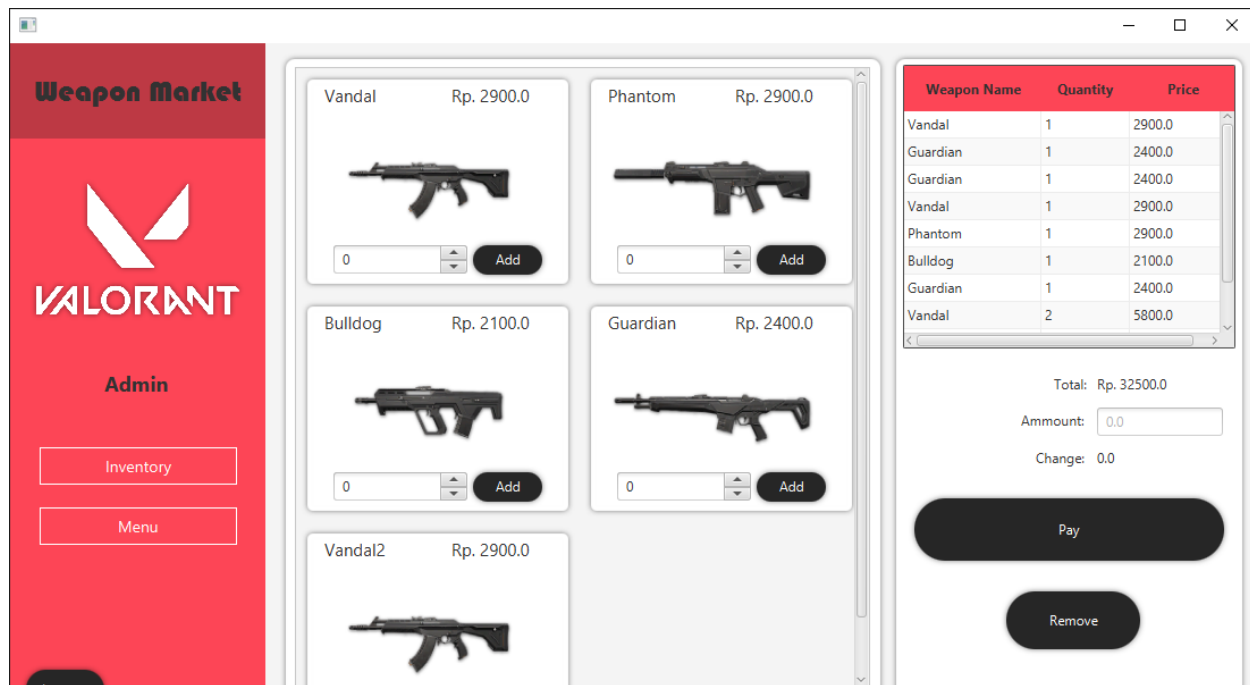 Weapon Market
VALORANT
Admin
Inventory
Menu
Vandal Rp. 2900.0
0 Add
Phantom Rp. 2900.0
0 Add
Bulldog Rp. 2100.0
0 Add
Guardian Rp. 2400.0
0 Add
Vandal2 Rp. 2900.0
Weapon Name Quantity Price
Vandal 1 2900.0
Guardian 1 2400.0
Guardian 1 2400.0
Vandal 1 2900.0
Phantom 1 2900.0
Bulldog 1 2100.0
Guardian 1 2400.0
Vandal 2 5800.0
Total: Rp. 32500.0
Ammount: 0.0
Change: 0.0
Pay
Remove